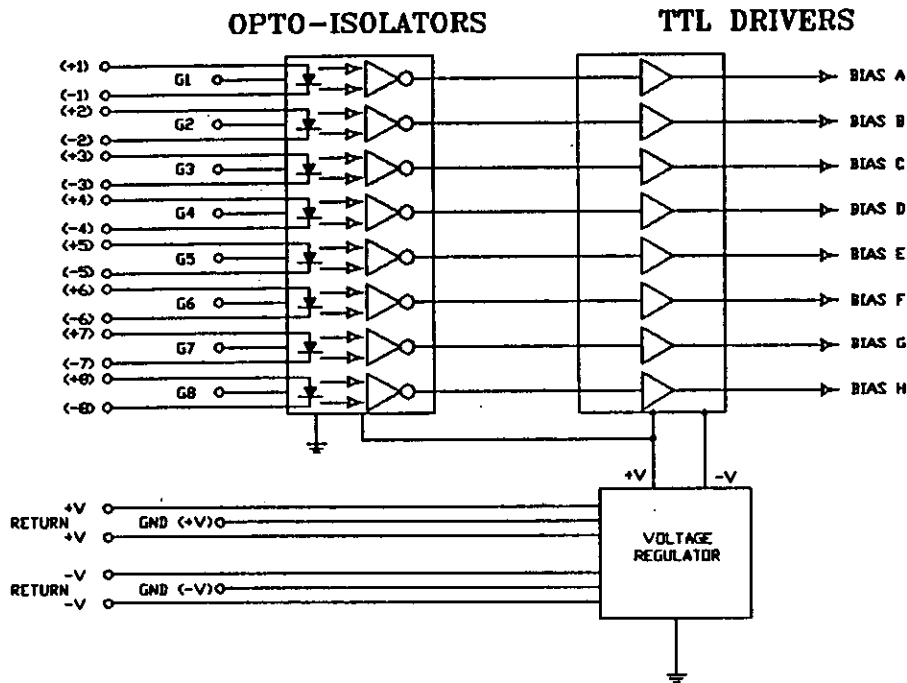 OPTO-ISOLATORS TTL DRIVERS
(+1)
G1
(-1)
BIAS A
(+2)
G2
(-2)
BIAS B
(+3)
G3
(-3)
BIAS C
(+4)
G4
(-4)
BIAS D
(+5)
G5
(-5)
BIAS E
(+6)
G6
(-6)
BIAS F
(+7)
G7
(-7)
BIAS G
(+8)
G8
(-8)
BIAS H
+V -V
+V
RETURN GND (+V)
+V
-V
RETURN GND (-V)
-V
VOLTAGE
REGULATOR